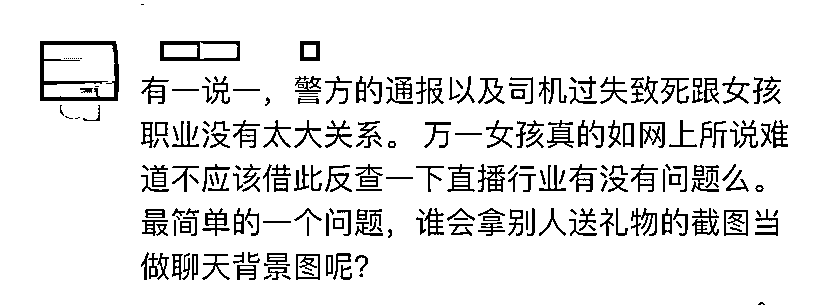 有一说一，警方的通报以及司机过失致死跟女孩
职业没有太大关系。 万一女孩真的如网上所说难
道不应该借此反查一下直播行业有没有问题么。
最简单的一个问题，谁会拿别人送礼物的截图当
做聊天背景图呢?